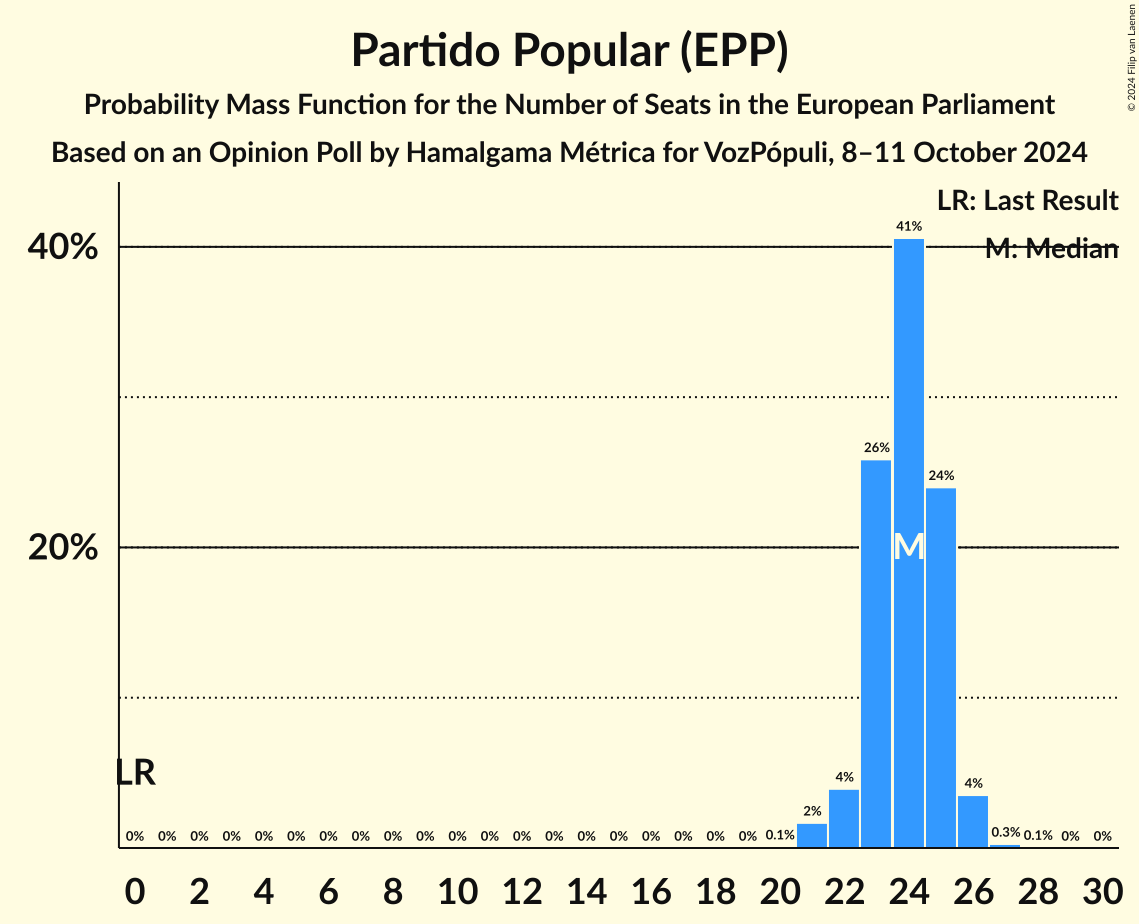 Partido Popular (EPP)
Probability Mass Function for the Number of Seats in the European Parliament
Based on an Opinion Poll by Hamalgama Métrica for VozPópuli, 8–11 October 2024
© 2024 Filip van Laenen
LR: Last Result
M: Median
40%
20%
41%
26%
24%
M
LR
4%
4%
2%
0% 0% 0% 0% 0% 0% 0% 0% 0% 0% 0% 0% 0% 0% 0% 0% 0% 0% 0% 0% 0.1% 0.3% 0.1% 0% 0%
0 2 4 6 8 10 12 14 16 18 20 22 24 26 28 30